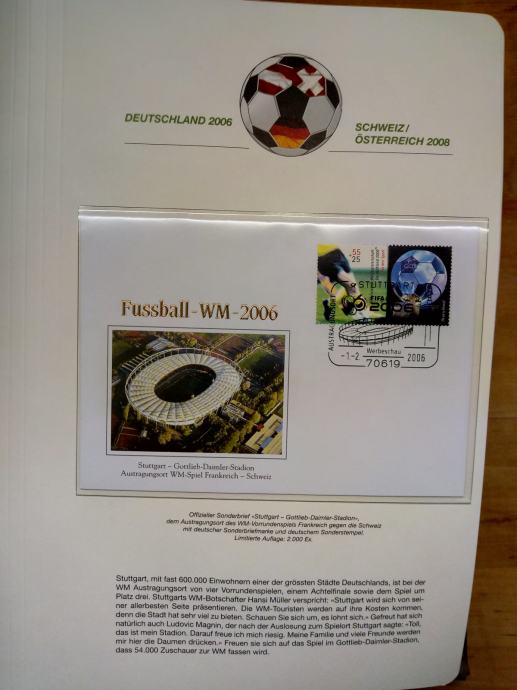 DEUTSCHLAND 2006
SCHWEIZ/
ÖSTERREICH 2008
Fussball-WM-2006
55
25
STUTTGART
FIFA
2006
AUSTRAGUNGSORT
Werbeschau
-1-2. 2006
70619
Stuttgart – Gottlieb-Daimler-Stadion
Austragungsort WM-Spiel Frankreich – Schweiz
Offizieller Sonderbrief «Stuttgart – Gottlieb-Daimler-Stadion»,
dem Austragungsort des WM-Vorrundenspiels Frankreich gegen die Schweiz
mit deutscher Sonderbriefmarke und deutschem Sonderstempel.
Limitierte Auflage: 2.000 Ex.
Stuttgart, mit fast 600.000 Einwohnern einer der grössten Städte Deutschlands, ist bei der
WM Austragungsort von vier Vorrundenspielen, einem Achtelfinale sowie dem Spiel um
Platz drei. Stuttgarts WM-Botschafter Hansi Müller verspricht: «Stuttgart wird sich von sei-
ner allerbesten Seite präsentieren. Die WM-Touristen werden auf ihre Kosten kommen,
denn die Stadt hat sehr viel zu bieten. Schauen Sie sich um, es lohnt sich.» Gefreut hat sich
natürlich auch Ludovic Magnin, der nach der Auslosung zum Spielort Stuttgart sagte: «Toll,
das ist mein Stadion. Darauf freue ich mich riesig. Meine Familie und viele Freunde werden
mir hier die Daumen drücken.» Freuen sie sich auf das Spiel im Gottlieb-Daimler-Stadion,
dass 54.000 Zuschauer zur WM fassen wird.